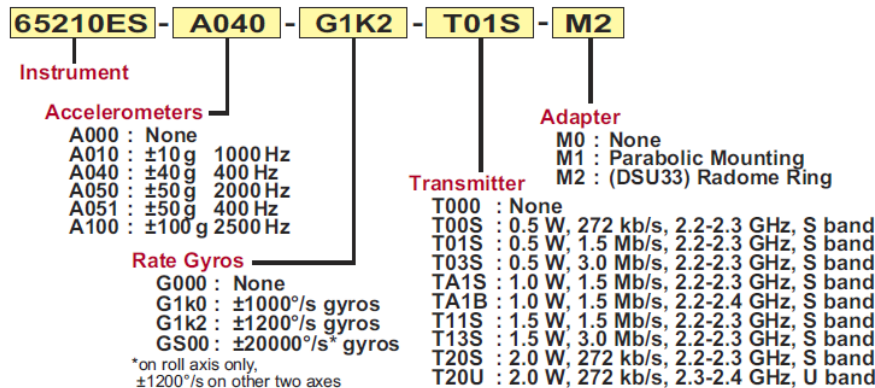 65210ES - A040 - G1K2 - T01S - M2
Instrument
Accelerometers
A000 : None
A010 : ±10 g 1000 Hz
A040 : ±40 g 400 Hz
A050 : ±50 g 2000 Hz
A051 : ±50 g 400 Hz
A100 : ±100 g 2500 Hz
Rate Gyros
G000 : None
G1k0 : ±1000°/s gyros
G1k2 : ±1200°/s gyros
GS00 : ±20000°/s* gyros
*on roll axis only,
±1200°/s on other two axes
Adapter
M0 : None
M1 : Parabolic Mounting
M2 : (DSU33) Radome Ring
Transmitter
T000 : None
T00S : 0.5 W, 272 kb/s, 2.2-2.3 GHz, S band
T01S : 0.5 W, 1.5 Mb/s, 2.2-2.3 GHz, S band
T03S : 0.5 W, 3.0 Mb/s, 2.2-2.3 GHz, S band
TA1S : 1.0 W, 1.5 Mb/s, 2.2-2.3 GHz, S band
TA1B : 1.0 W, 1.5 Mb/s, 2.2-2.4 GHz, S band
T11S : 1.5 W, 1.5 Mb/s, 2.2-2.3 GHz, S band
T13S : 1.5 W, 3.0 Mb/s, 2.2-2.3 GHz, S band
T20S : 2.0 W, 272 kb/s, 2.2-2.3 GHz, S band
T20U : 2.0 W, 272 kb/s, 2.3-2.4 GHz, U band